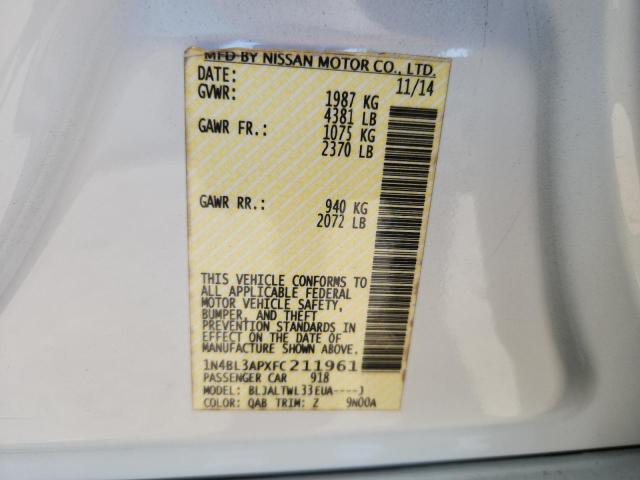 MFD BY NISSAN MOTOR CO., LTD.
DATE: 11/14
GVWR: 1987 KG
4381 LB
GAWR FR.: 1075 KG
2370 LB
GAWR RR.: 940 KG
2072 LB
THIS VEHICLE CONFORMS TO
ALL APPLICABLE FEDERAL
MOTOR VEHICLE SAFETY,
BUMPER, AND THEFT
PREVENTION STANDARDS IN
EFFECT ON THE DATE OF
MANUFACTURE SHOWN ABOVE.
1N4BL3APXFC211961
PASSENGER CAR 918
MODEL: BLJALTWL33EUA----J
COLOR: QAB TRIM: Z 9N00A